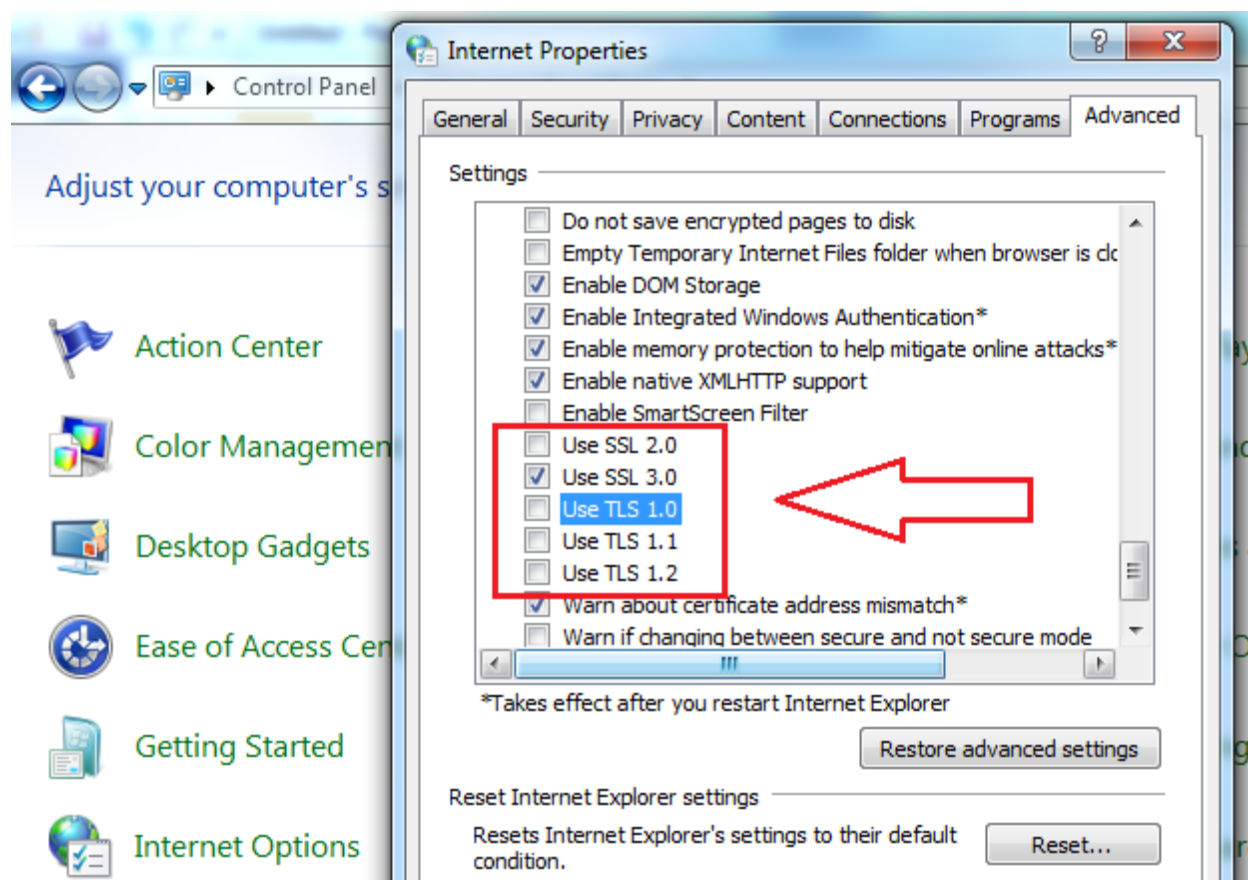 Internet Properties
Control Panel
General Security Privacy Content Connections Programs Advanced
Adjust your computer's s
Settings
Do not save encrypted pages to disk
Empty Temporary Internet Files folder when browser is clo
Enable DOM Storage
Enable Integrated Windows Authentication*
Enable memory protection to help mitigate online attacks*
Enable native XMLHTTP support
Enable SmartScreen Filter
Use SSL 2.0
Use SSL 3.0
Use TLS 1.0
Use TLS 1.1
Use TLS 1.2
Warn about certificate address mismatch*
Warn if changing between secure and not secure mode
*Takes effect after you restart Internet Explorer
Restore advanced settings
Reset Internet Explorer settings
Resets Internet Explorer's settings to their default
condition.
Reset...
Action Center
Color Managemen
Desktop Gadgets
Ease of Access Cen
Getting Started
Internet Options